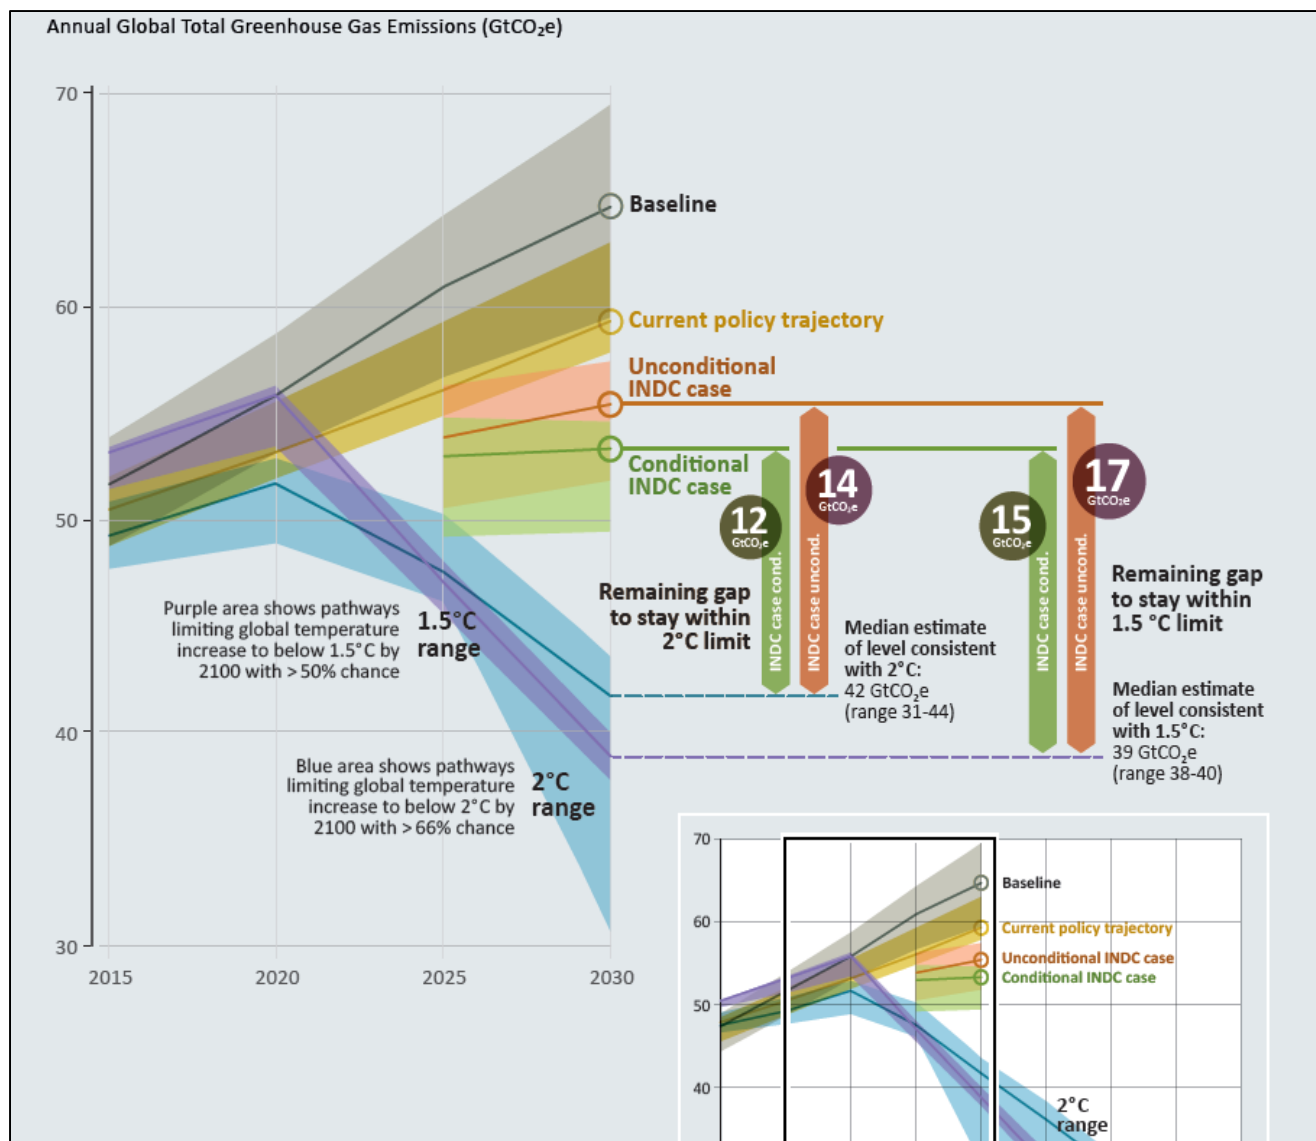 Annual Global Total Greenhouse Gas Emissions (GtCO₂e)
70
60
50
40
30
2015
2020
2025
2030
Baseline
Current policy trajectory
Unconditional
INDC case
Conditional
INDC case
Purple area shows pathways
limiting global temperature
increase to below 1.5°C by
2100 with > 50% chance
1.5°C
range
Blue area shows pathways
limiting global temperature
increase to below 2°C by
2100 with > 66% chance
2°C
range
12
GtCO₂e
14
GtCO₂e
INDC case cond.
INDC case uncond.
Remaining gap
to stay within
2°C limit
Median estimate
of level consistent
with 2°C:
42 GtCO₂e
(range 31-44)
15
GtCO₂e
17
GtCO₂e
INDC case cond.
INDC case uncond.
Remaining gap
to stay within
1.5 °C limit
Median estimate
of level consistent
with 1.5°C:
39 GtCO₂e
(range 38-40)
70
60
50
40
Baseline
Current policy trajectory
Unconditional INDC case
Conditional INDC case
2°C
range